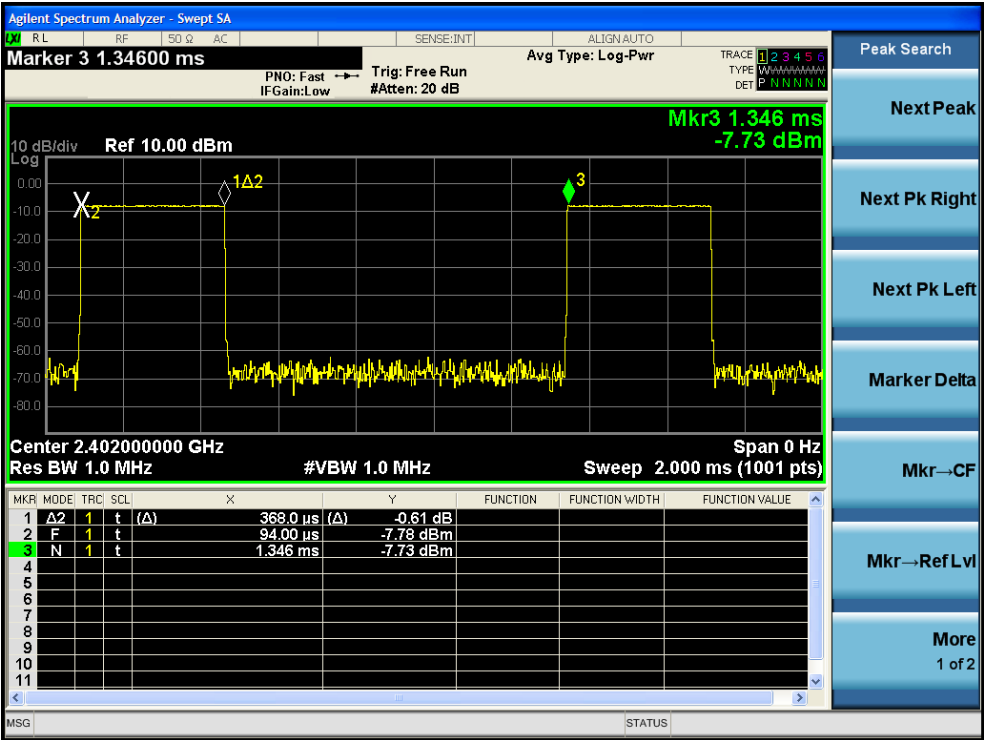 Agilent Spectrum Analyzer - Swept SA
LXI RL RF 50 Ω AC SENSE:INT ALIGNAUTO
Marker 3 1.34600 ms
PNO: Fast
IFGain:Low
Trig: Free Run
#Atten: 20 dB
Avg Type: Log-Pwr
TRACE 1 2 3 4 5 6
TYPE WWWWWW
DET P N N N N N
Mkr3 1.346 ms
-7.73 dBm
10 dB/div Ref 10.00 dBm
Log
0.00
-10.0
-20.0
-30.0
-40.0
-50.0
-60.0
-70.0
-80.0
X2
1Δ2
3
Center 2.402000000 GHz Span 0 Hz
Res BW 1.0 MHz #VBW 1.0 MHz Sweep 2.000 ms (1001 pts)
MKR MODE TRC SCL X Y FUNCTION FUNCTION WIDTH FUNCTION VALUE
1 Δ2 1 t (Δ) 368.0 µs (Δ) -0.61 dB
2 F 1 t 94.00 µs -7.78 dBm
3 N 1 t 1.346 ms -7.73 dBm
4
5
6
7
8
9
10
11
MSG STATUS
Peak Search
Next Peak
Next Pk Right
Next Pk Left
Marker Delta
Mkr→CF
Mkr→Ref Lvl
More
1 of 2